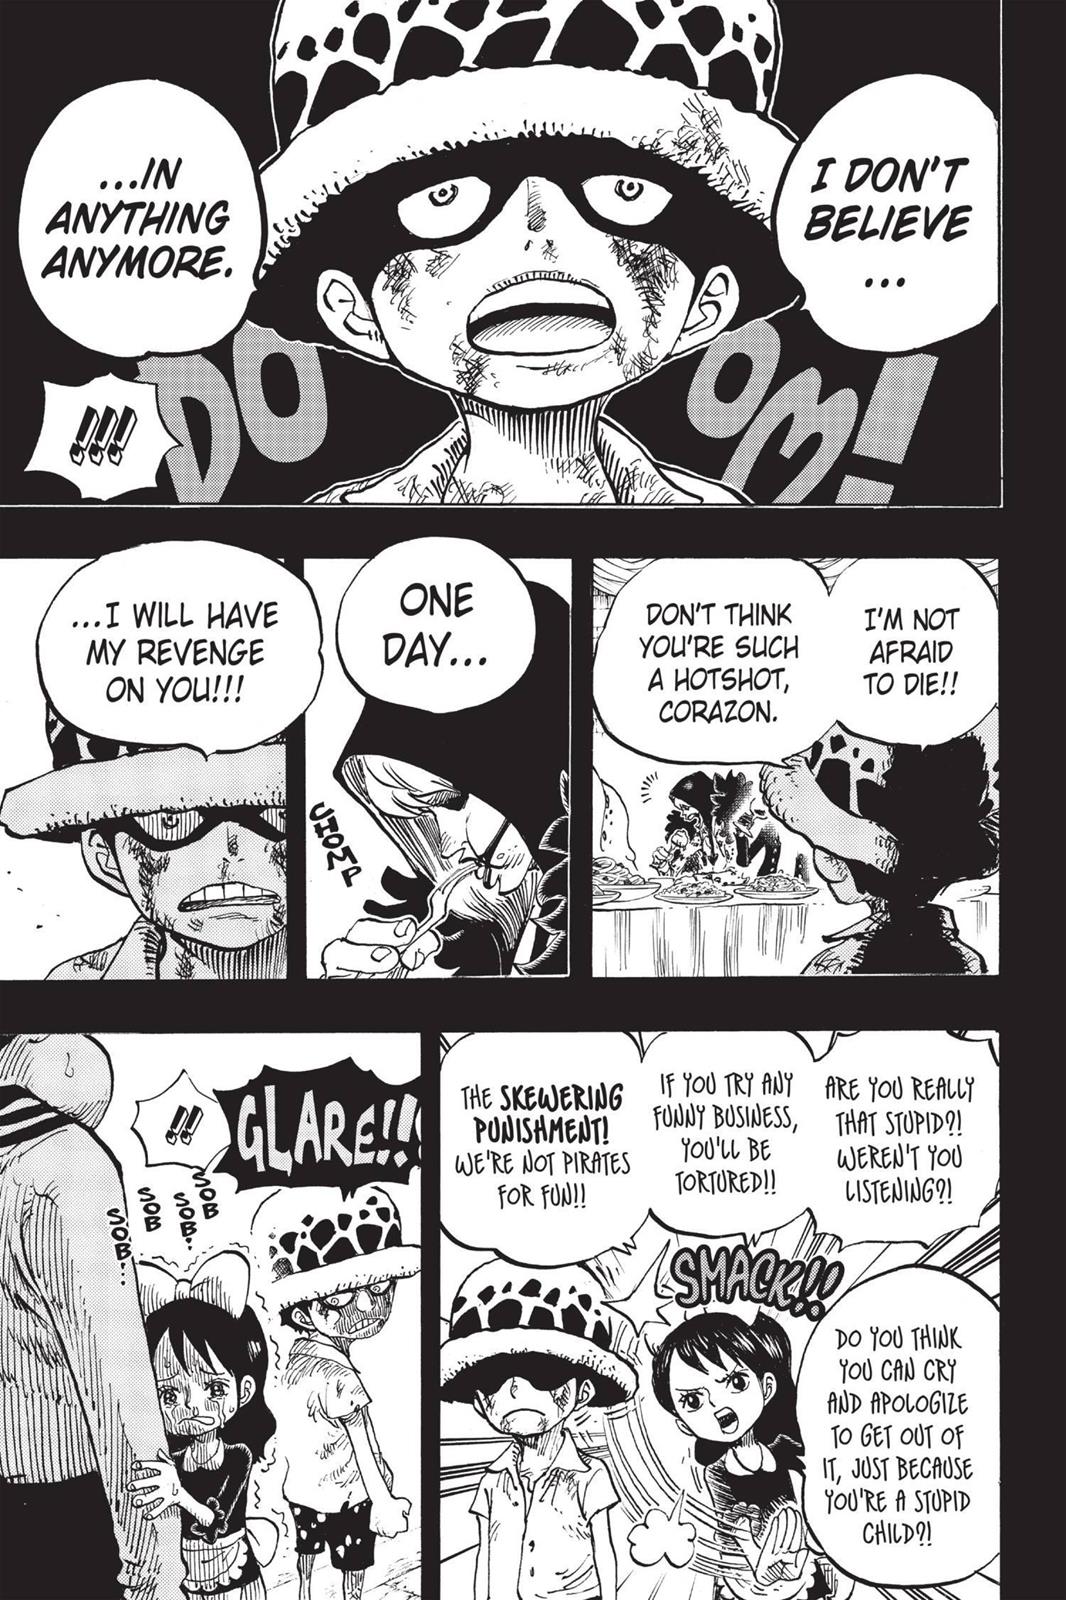 I DON'T
BELIEVE
...
...IN
ANYTHING
ANYMORE.
DOOM!
!!!
I'M NOT
AFRAID
TO DIE!!
DON'T THINK
YOU'RE SUCH
A HOTSHOT,
CORAZON.
ONE
DAY...
CHOMP
...I WILL HAVE
MY REVENGE
ON YOU!!!
ARE YOU REALLY
THAT STUPID?!
WEREN'T YOU
LISTENING?!
IF YOU TRY ANY
FUNNY BUSINESS,
YOU'LL BE
TORTURED!!
THE SKEWERING
PUNISHMENT!
WE'RE NOT PIRATES
FOR FUN!!
SMACK!!
DO YOU THINK
YOU CAN CRY
AND APOLOGIZE
TO GET OUT OF
IT, JUST BECAUSE
YOU'RE A STUPID
CHILD?!
GLARE!!!
!!
SOB
SOB
SOB
SOB...